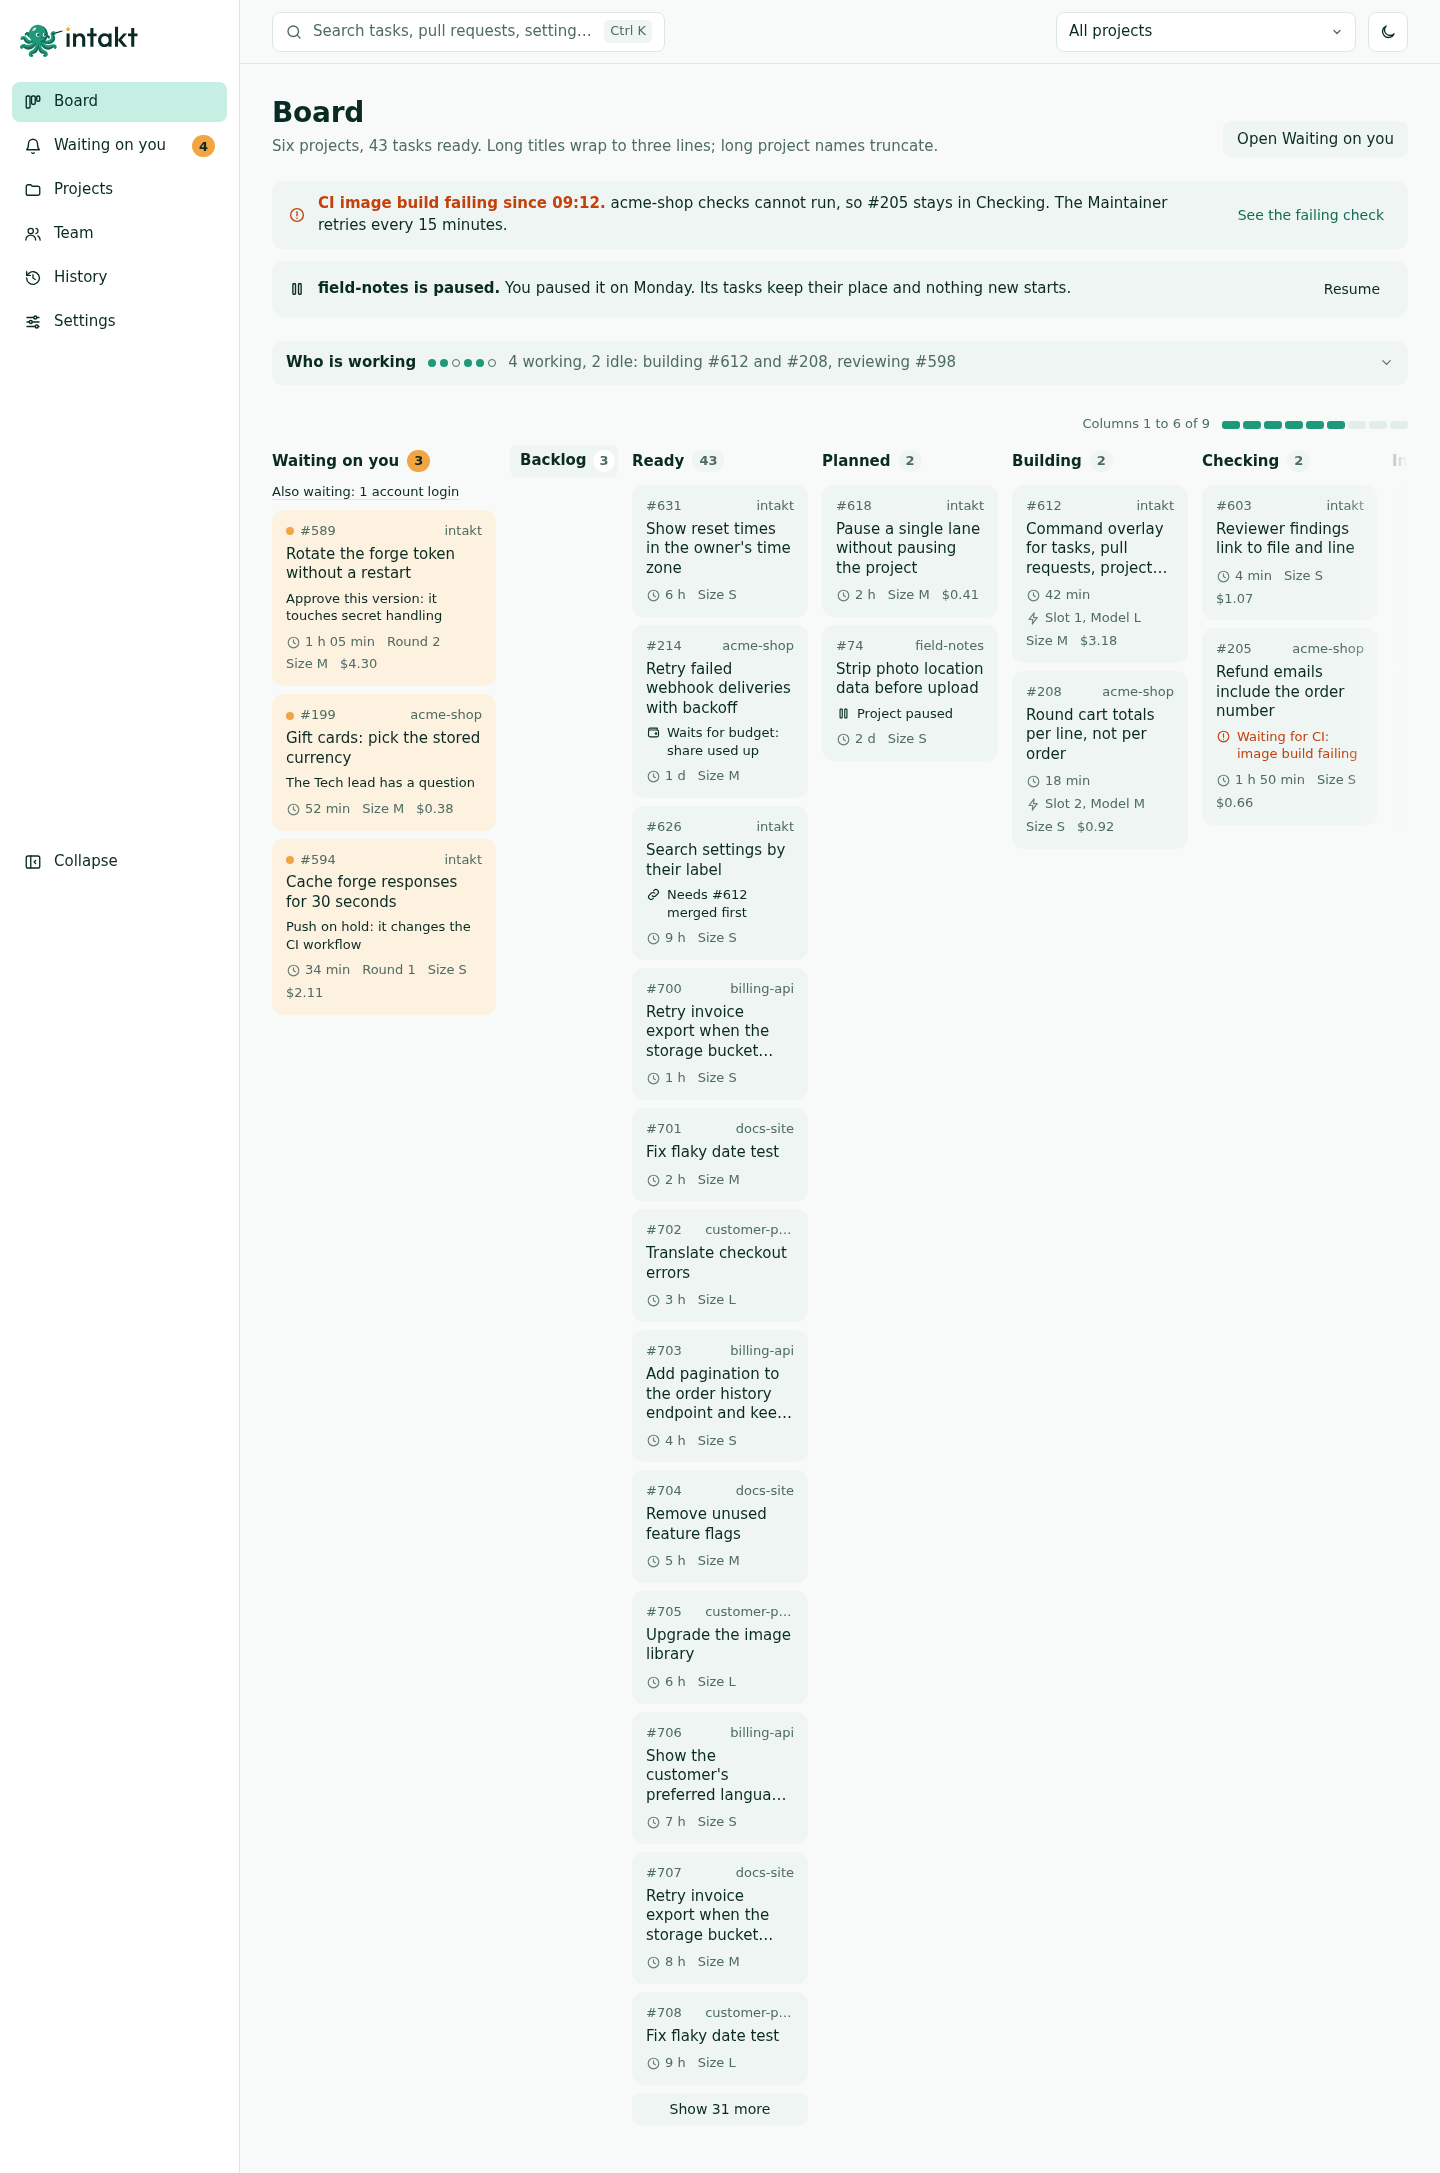 intakt
Board
Waiting on you 4
Projects
Team
History
Settings
Collapse
Search tasks, pull requests, setting… Ctrl K
All projects
Board
Six projects, 43 tasks ready. Long titles wrap to three lines; long project names truncate.
Open Waiting on you
CI image build failing since 09:12. acme-shop checks cannot run, so #205 stays in Checking. The Maintainer
retries every 15 minutes.
See the failing check
field-notes is paused. You paused it on Monday. Its tasks keep their place and nothing new starts.
Resume
Who is working 4 working, 2 idle: building #612 and #208, reviewing #598
Columns 1 to 6 of 9
Waiting on you 3
Also waiting: 1 account login
#589 intakt
Rotate the forge token
without a restart
Approve this version: it
touches secret handling
1 h 05 min Round 2
Size M $4.30
#199 acme-shop
Gift cards: pick the stored
currency
The Tech lead has a question
52 min Size M $0.38
#594 intakt
Cache forge responses
for 30 seconds
Push on hold: it changes the
CI workflow
34 min Round 1 Size S
$2.11
Backlog 3
Ready 43
#631 intakt
Show reset times
in the owner's time
zone
6 h Size S
#214 acme-shop
Retry failed
webhook deliveries
with backoff
Waits for budget:
share used up
1 d Size M
#626 intakt
Search settings by
their label
Needs #612
merged first
9 h Size S
#700 billing-api
Retry invoice
export when the
storage bucket…
1 h Size S
#701 docs-site
Fix flaky date test
2 h Size M
#702 customer-p…
Translate checkout
errors
3 h Size L
#703 billing-api
Add pagination to
the order history
endpoint and kee…
4 h Size S
#704 docs-site
Remove unused
feature flags
5 h Size M
#705 customer-p…
Upgrade the image
library
6 h Size L
#706 billing-api
Show the
customer's
preferred langua…
7 h Size S
#707 docs-site
Retry invoice
export when the
storage bucket…
8 h Size M
#708 customer-p…
Fix flaky date test
9 h Size L
Show 31 more
Planned 2
#618 intakt
Pause a single lane
without pausing
the project
2 h Size M $0.41
#74 field-notes
Strip photo location
data before upload
Project paused
2 d Size S
Building 2
#612 intakt
Command overlay
for tasks, pull
requests, project…
42 min
Slot 1, Model L
Size M $3.18
#208 acme-shop
Round cart totals
per line, not per
order
18 min
Slot 2, Model M
Size S $0.92
Checking 2
#603 intakt
Reviewer findings
link to file and line
4 min Size S
$1.07
#205 acme-shop
Refund emails
include the order
number
Waiting for CI:
image build failing
1 h 50 min Size S
$0.66